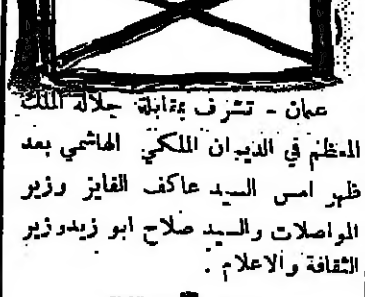 عمان - تشرف بمقابلة جلالة الملك
المعظم في الديوان الملكي الهاشمي بعد
ظهر امس السيد عاكف الفايز وزير
المواصلات والسيد صلاح ابو زيد وزير
الثقافة والاعلام .